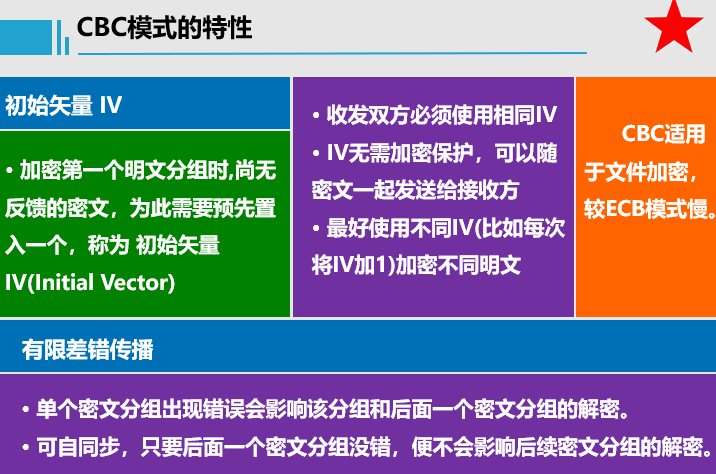 CBC模式的特性
初始矢量 IV
• 加密第一个明文分组时,尚无
反馈的密文，为此需要预先置
入一个，称为 初始矢量
IV(Initial Vector)
• 收发双方必须使用相同IV
• IV无需加密保护，可以随
密文一起发送给接收方
• 最好使用不同IV(比如每次
将IV加1)加密不同明文
CBC适用
于文件加密，
较ECB模式慢。
有限差错传播
• 单个密文分组出现错误会影响该分组和后面一个密文分组的解密。
• 可自同步，只要后面一个密文分组没错，便不会影响后续密文分组的解密。